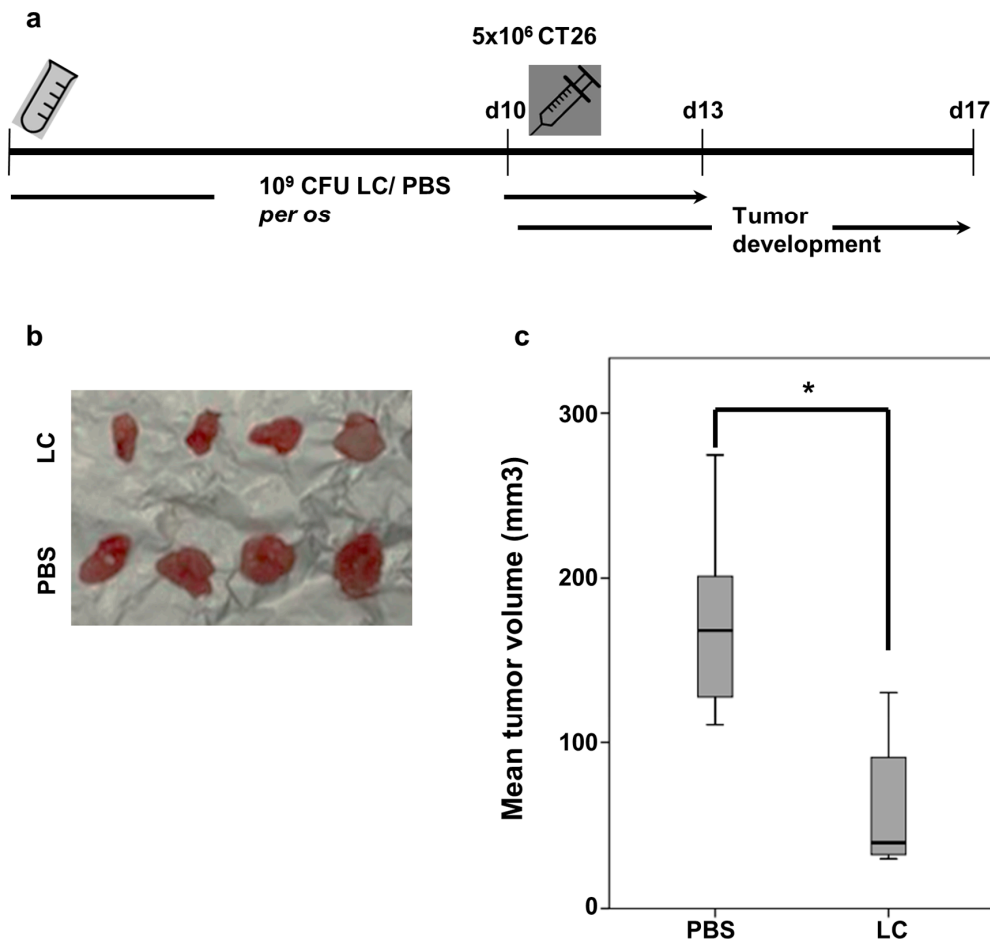 a
5x10⁶ CT26
d10
d13
d17
10⁹ CFU LC/ PBS
per os
Tumor
development
b
LC
PBS
c
*
Mean tumor volume (mm3)
300
200
100
0
PBS
LC